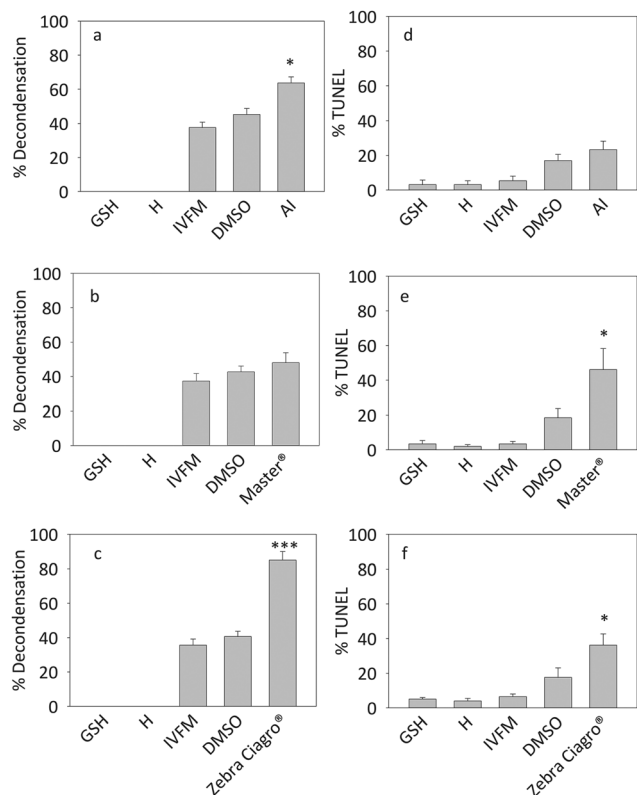 a
% Decondensation
100
80
60
40
20
0
*
GSH
H
IVFM
DMSO
AI
d
% TUNEL
100
80
60
40
20
0
GSH
H
IVFM
DMSO
AI
b
% Decondensation
100
80
60
40
20
0
GSH
H
IVFM
DMSO
Master®
e
% TUNEL
100
80
60
40
20
0
*
GSH
H
IVFM
DMSO
Master®
c
% Decondensation
100
80
60
40
20
0
***
GSH
H
IVFM
DMSO
Zebra Ciagro®
f
% TUNEL
100
80
60
40
20
0
*
GSH
H
IVFM
DMSO
Zebra Ciagro®